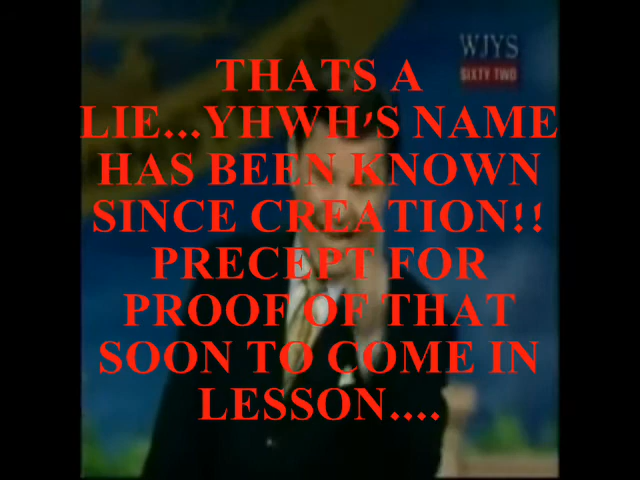 WJYS
SIXTY TWO
THATS A
LIE...YHWH'S NAME
HAS BEEN KNOWN
SINCE CREATION!!
PRECEPT FOR
PROOF OF THAT
SOON TO COME IN
LESSON....